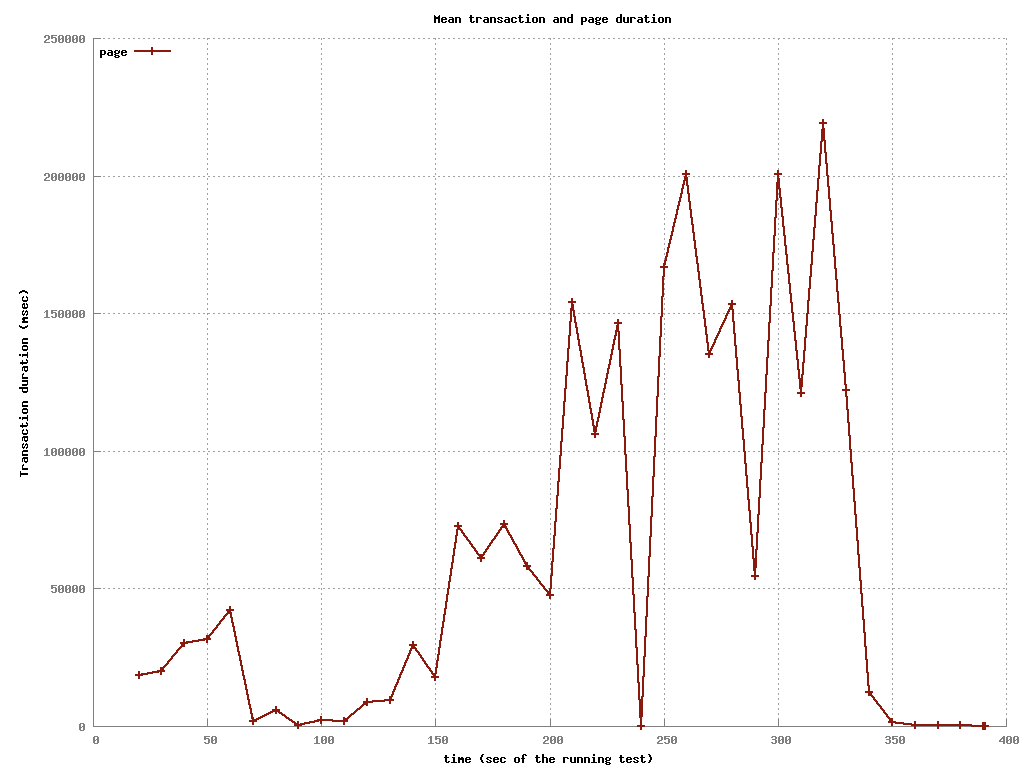 Mean transaction and page duration
250000
page
200000
150000
100000
50000
0
Transaction duration (msec)
0 50 100 150 200 250 300 350 400
time (sec of the running test)